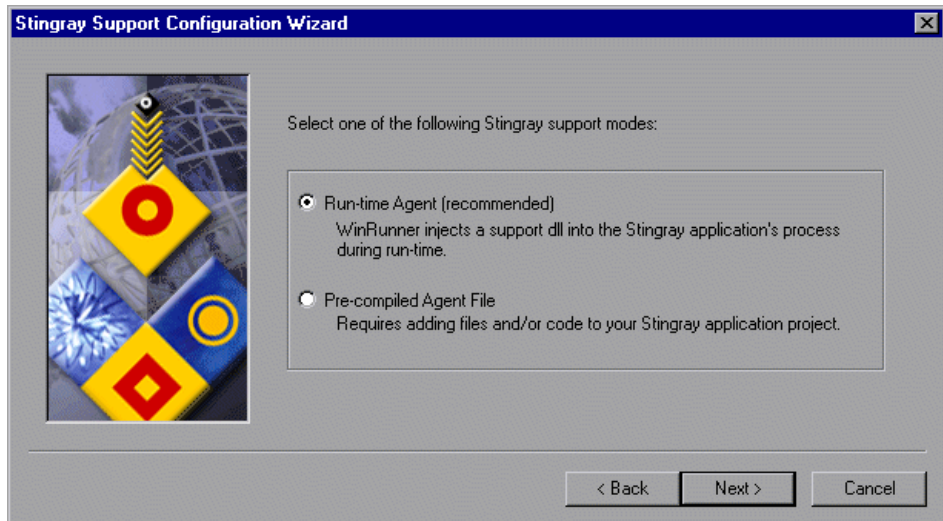 Stingray Support Configuration Wizard
Select one of the following Stingray support modes:
Run-time Agent (recommended)
WinRunner injects a support dll into the Stingray application's process
during run-time.
Pre-compiled Agent File
Requires adding files and/or code to your Stingray application project.
< Back
Next >
Cancel